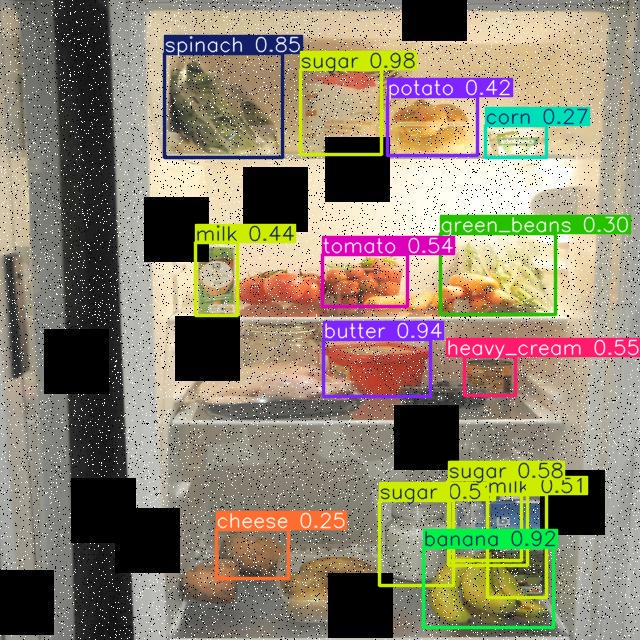 spinach 0.85
sugar 0.98
potato 0.42
corn 0.27
green_beans 0.30
milk 0.44
tomato 0.54
butter 0.94
heavy_cream 0.55
sugar 0.58
sugar 0.5
milk 0.51
banana 0.92
cheese 0.25